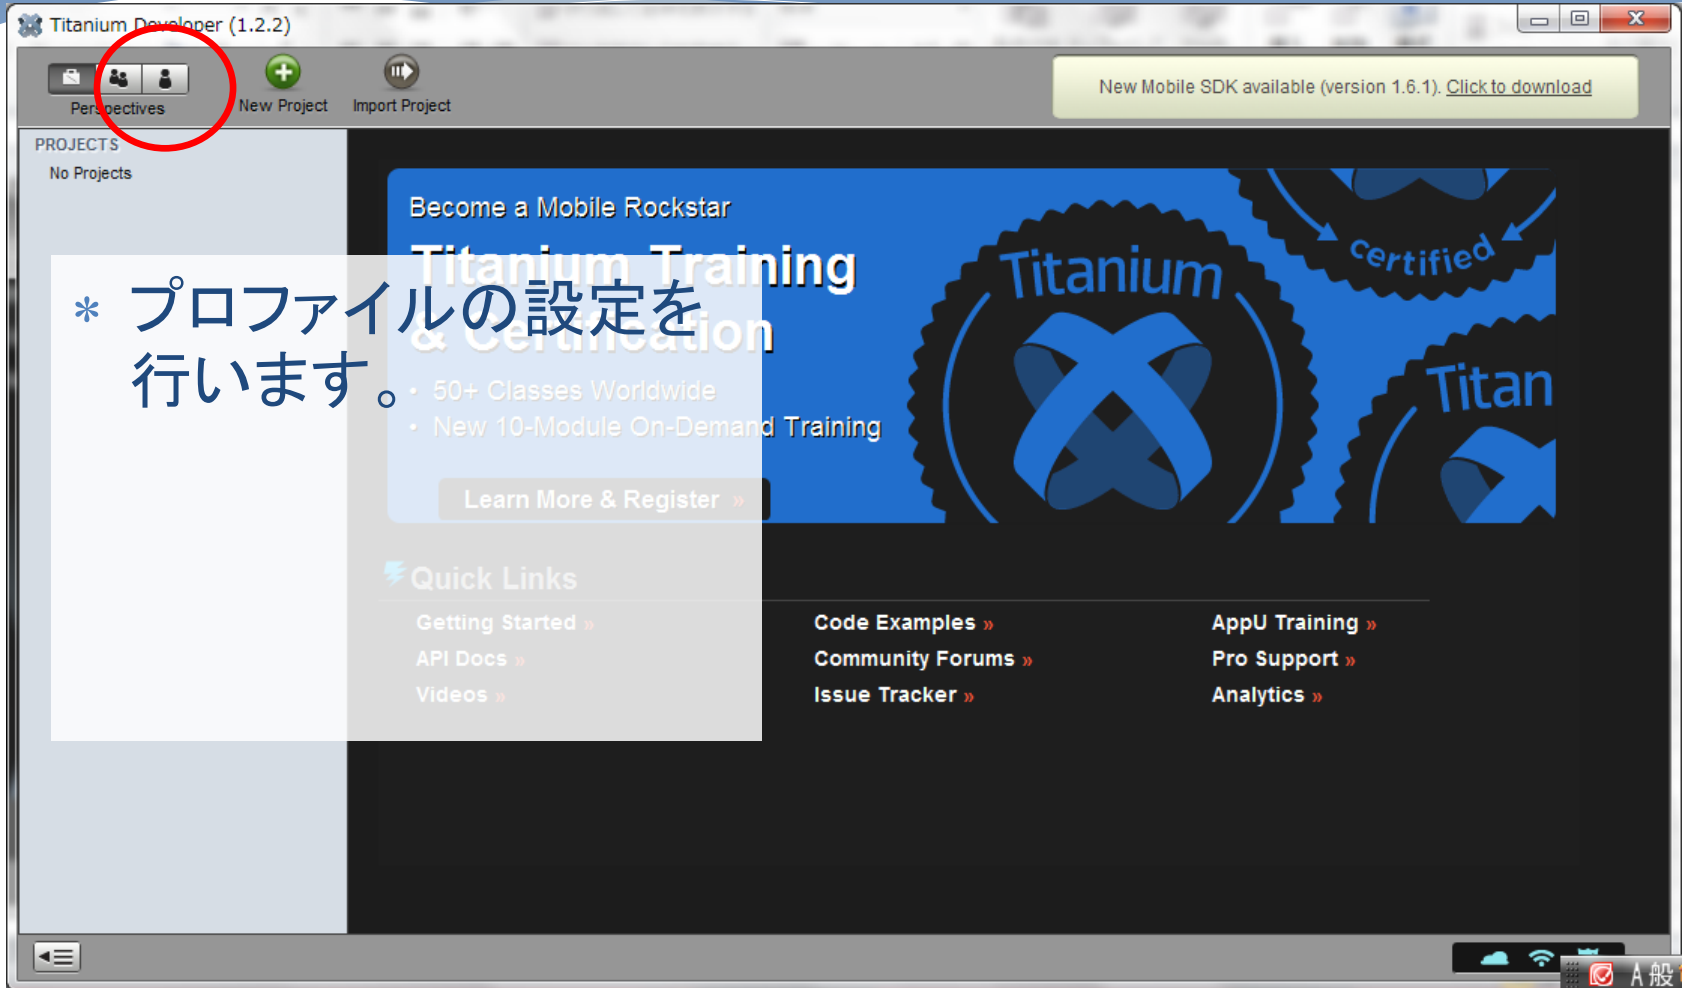 Titanium Developer (1.2.2)
Perspectives
New Project
Import Project
New Mobile SDK available (version 1.6.1). Click to download
PROJECTS
No Projects
Become a Mobile Rockstar
Titanium Training
& Certification
• 50+ Classes Worldwide
• New 10-Module On-Demand Training
Learn More & Register »
* プロファイルの設定を
行います。
Titanium
certified
Titan
Quick Links
Getting Started »
Code Examples »
AppU Training »
API Docs »
Community Forums »
Pro Support »
Videos »
Issue Tracker »
Analytics »
A 般